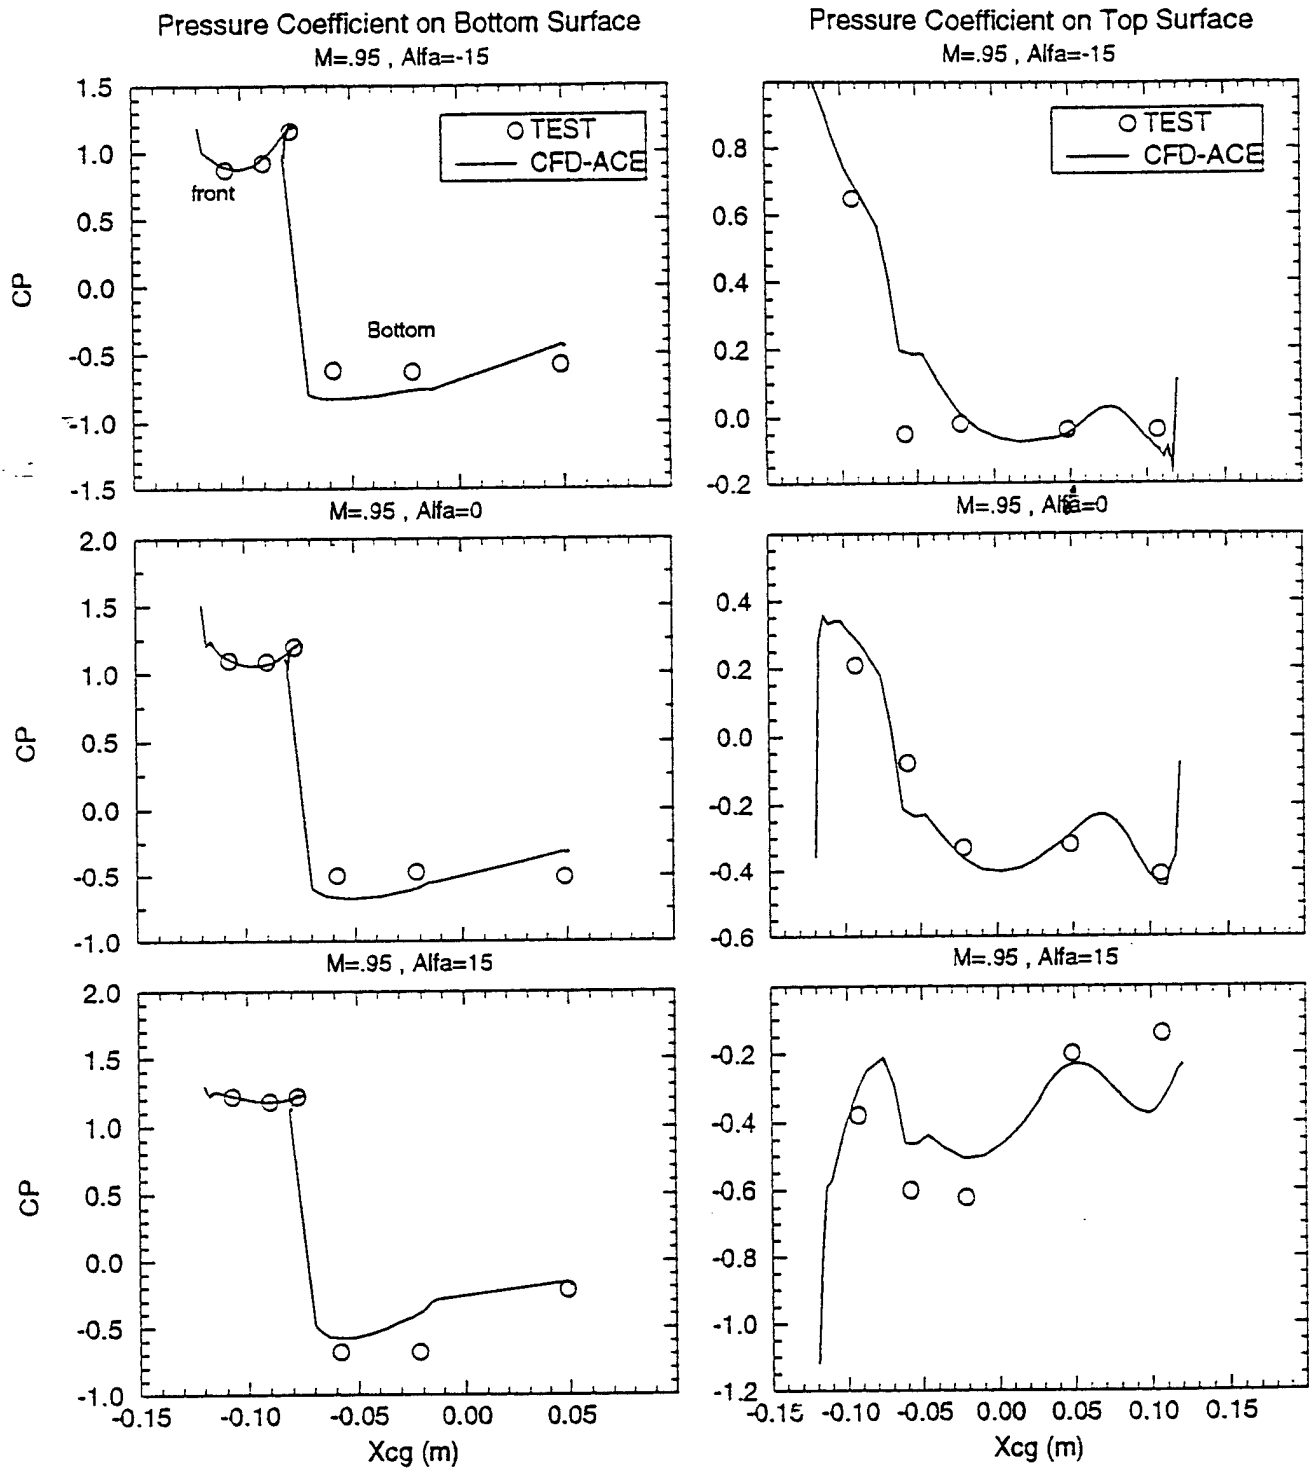 Pressure Coefficient on Bottom Surface
M=.95 , Alfa=-15
1.5
1.0
0.5
0.0
-0.5
-1.0
-1.5
CP
TEST
CFD-ACE
front
Bottom
M=.95 , Alfa=0
2.0
1.5
1.0
0.5
0.0
-0.5
-1.0
CP
M=.95 , Alfa=15
2.0
1.5
1.0
0.5
0.0
-0.5
-1.0
CP
-0.15 -0.10 -0.05 0.00 0.05
Xcg (m)
Pressure Coefficient on Top Surface
M=.95 , Alfa=-15
0.8
0.6
0.4
0.2
0.0
-0.2
TEST
CFD-ACE
M=.95 , Alfa=0
0.4
0.2
0.0
-0.2
-0.4
-0.6
M=.95 , Alfa=15
-0.2
-0.4
-0.6
-0.8
-1.0
-1.2
-0.15 -0.10 -0.05 0.00 0.05 0.10 0.15
Xcg (m)